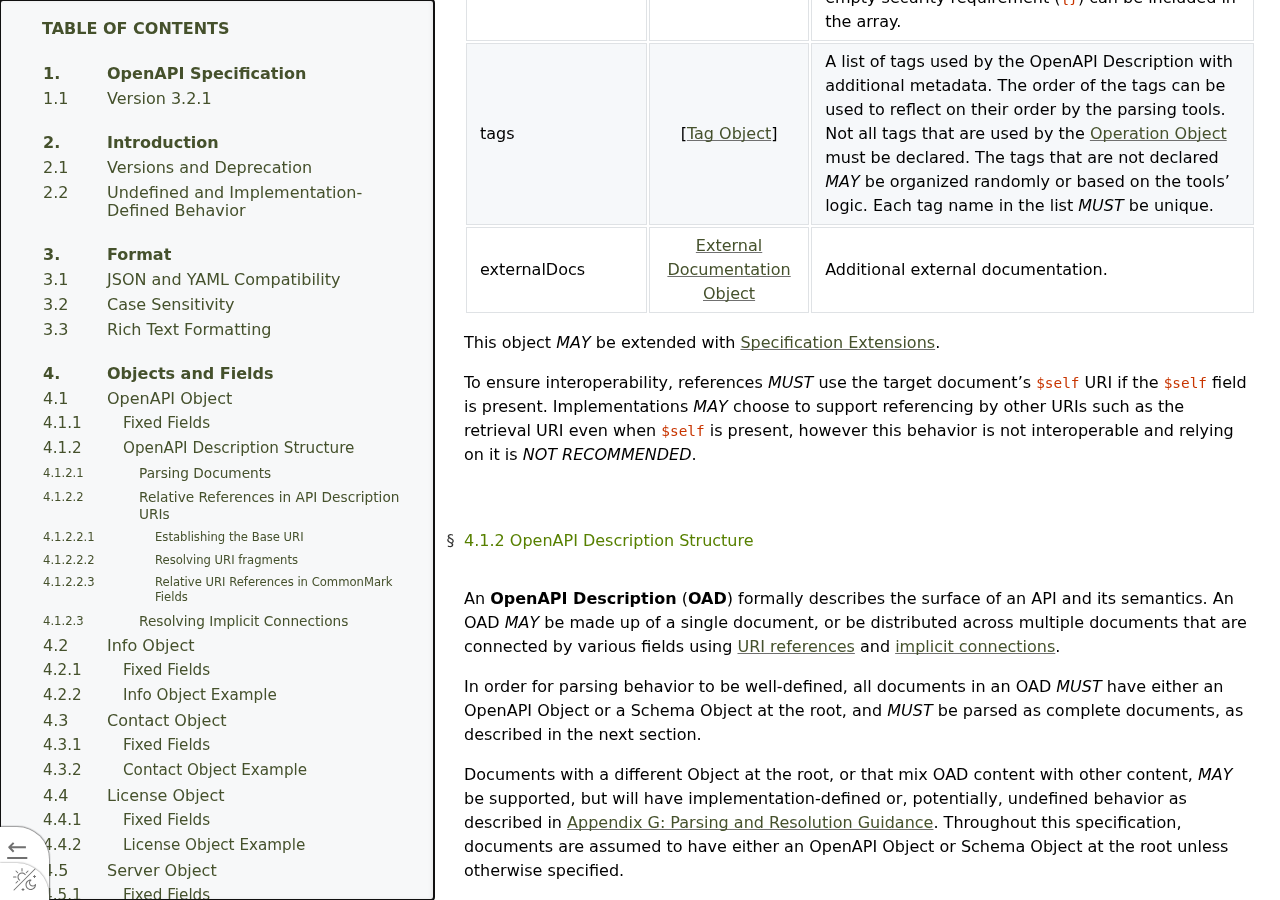 TABLE OF CONTENTS
1. OpenAPI Specification
1.1 Version 3.2.1
2. Introduction
2.1 Versions and Deprecation
2.2 Undefined and Implementation-
Defined Behavior
3. Format
3.1 JSON and YAML Compatibility
3.2 Case Sensitivity
3.3 Rich Text Formatting
4. Objects and Fields
4.1 OpenAPI Object
4.1.1 Fixed Fields
4.1.2 OpenAPI Description Structure
4.1.2.1 Parsing Documents
4.1.2.2 Relative References in API Description
URIs
4.1.2.2.1 Establishing the Base URI
4.1.2.2.2 Resolving URI fragments
4.1.2.2.3 Relative URI References in CommonMark
Fields
4.1.2.3 Resolving Implicit Connections
4.2 Info Object
4.2.1 Fixed Fields
4.2.2 Info Object Example
4.3 Contact Object
4.3.1 Fixed Fields
4.3.2 Contact Object Example
4.4 License Object
4.4.1 Fixed Fields
4.4.2 License Object Example
4.5 Server Object
4.5.1 Fixed Fields
empty security requirement ({}) can be included in
the array.
tags
[Tag Object]
A list of tags used by the OpenAPI Description with
additional metadata. The order of the tags can be
used to reflect on their order by the parsing tools.
Not all tags that are used by the Operation Object
must be declared. The tags that are not declared
MAY be organized randomly or based on the tools’
logic. Each tag name in the list MUST be unique.
externalDocs
External
Documentation
Object
Additional external documentation.
This object MAY be extended with Specification Extensions.
To ensure interoperability, references MUST use the target document’s $self URI if the $self field
is present. Implementations MAY choose to support referencing by other URIs such as the
retrieval URI even when $self is present, however this behavior is not interoperable and relying
on it is NOT RECOMMENDED.
§ 4.1.2 OpenAPI Description Structure
An OpenAPI Description (OAD) formally describes the surface of an API and its semantics. An
OAD MAY be made up of a single document, or be distributed across multiple documents that are
connected by various fields using URI references and implicit connections.
In order for parsing behavior to be well-defined, all documents in an OAD MUST have either an
OpenAPI Object or a Schema Object at the root, and MUST be parsed as complete documents, as
described in the next section.
Documents with a different Object at the root, or that mix OAD content with other content, MAY
be supported, but will have implementation-defined or, potentially, undefined behavior as
described in Appendix G: Parsing and Resolution Guidance. Throughout this specification,
documents are assumed to have either an OpenAPI Object or Schema Object at the root unless
otherwise specified.